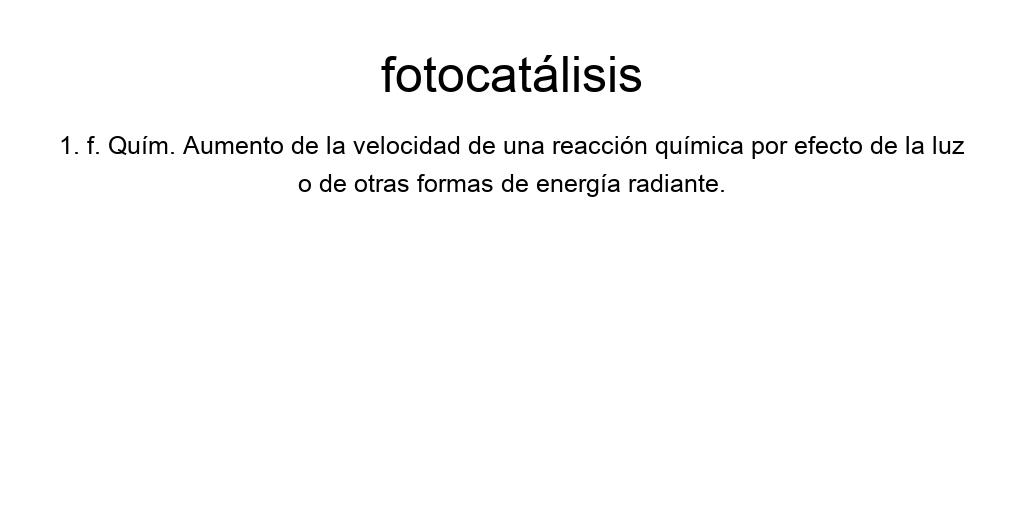 fotocatálisis
1. f. Quím. Aumento de la velocidad de una reacción química por efecto de la luz
o de otras formas de energía radiante.